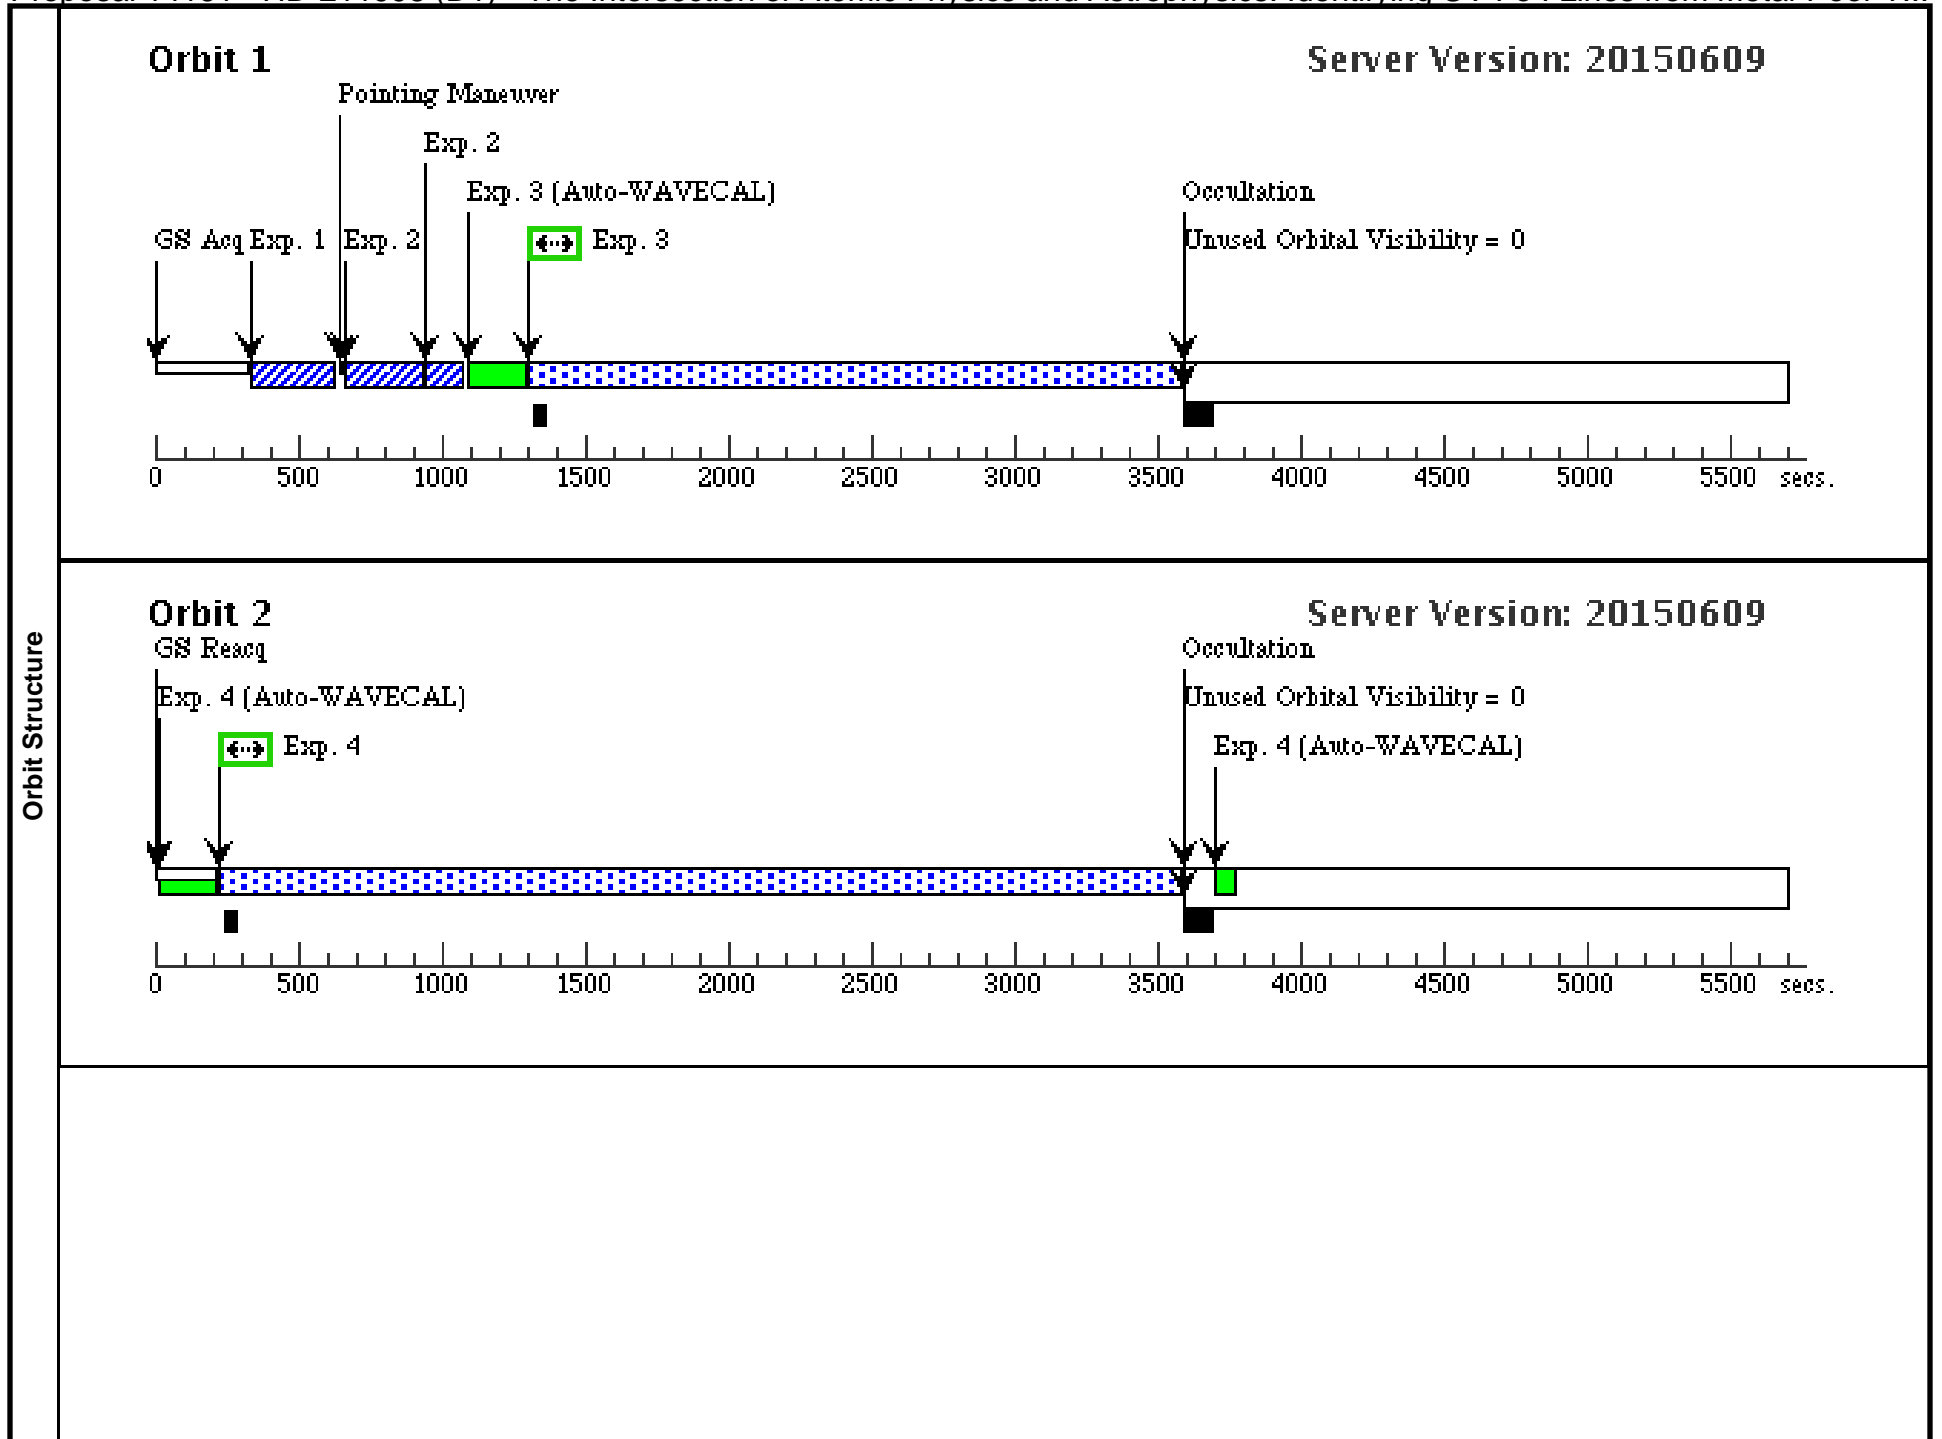 Orbit Structure
Orbit 1
Server Version: 20150609
Pointing Maneuver
Exp. 2
Exp. 3 (Auto-WAVECAL)
Occultation
GS Acq Exp. 1 Exp. 2
Exp. 3
Unused Orbital Visibility = 0
0 500 1000 1500 2000 2500 3000 3500 4000 4500 5000 5500 secs.
Orbit 2
Server Version: 20150609
GS Reacq
Occultation
Exp. 4 (Auto-WAVECAL)
Unused Orbital Visibility = 0
Exp. 4
Exp. 4 (Auto-WAVECAL)
0 500 1000 1500 2000 2500 3000 3500 4000 4500 5000 5500 secs.